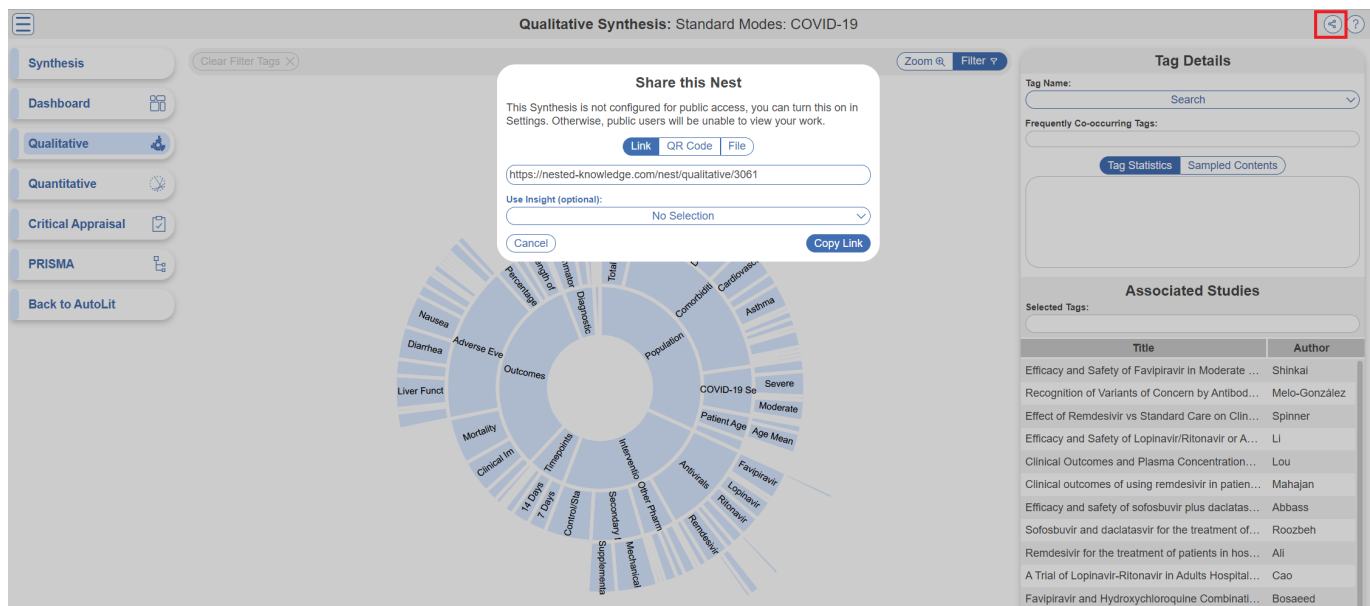 Qualitative Synthesis: Standard Modes: COVID-19
?
Synthesis
Dashboard
Qualitative
Quantitative
Critical Appraisal
PRISMA
Back to AutoLit
Clear Filter Tags ×
Zoom
Filter
Share this Nest
This Synthesis is not configured for public access, you can turn this on in
Settings. Otherwise, public users will be unable to view your work.
Link QR Code File
https://nested-knowledge.com/nest/qualitative/3061
Use Insight (optional):
No Selection
Cancel
Copy Link
Total
Comorbiditi
Cardiovasc
Asthma
Population
COVID-19 Se
Severe
Moderate
Patient Age
Age Mean
Interventio
Antivirals
Favipiravir
Lopinavir
Ritonavir
Remdesivir
Other Pharm
Secondary I
Mechanical
Supplementa
Control/Sta
Timepoints
7 Days
14 Days
Outcomes
Clinical Im
Mortality
Adverse Eve
Liver Funct
Diarrhea
Nausea
Percentage
Diagnostic
Tag Details
Tag Name:
Search
Frequently Co-occurring Tags:
Tag Statistics Sampled Contents
Associated Studies
Selected Tags:
Title Author
Efficacy and Safety of Favipiravir in Moderate ... Shinkai
Recognition of Variants of Concern by Antibod... Melo-González
Effect of Remdesivir vs Standard Care on Clin... Spinner
Efficacy and Safety of Lopinavir/Ritonavir or A... Li
Clinical Outcomes and Plasma Concentration... Lou
Clinical outcomes of using remdesivir in patien... Mahajan
Efficacy and safety of sofosbuvir plus daclatas... Abbass
Sofosbuvir and daclatasvir for the treatment of... Roozbeh
Remdesivir for the treatment of patients in hos... Ali
A Trial of Lopinavir-Ritonavir in Adults Hospital... Cao
Favipiravir and Hydroxychloroquine Combinati... Bosaeed